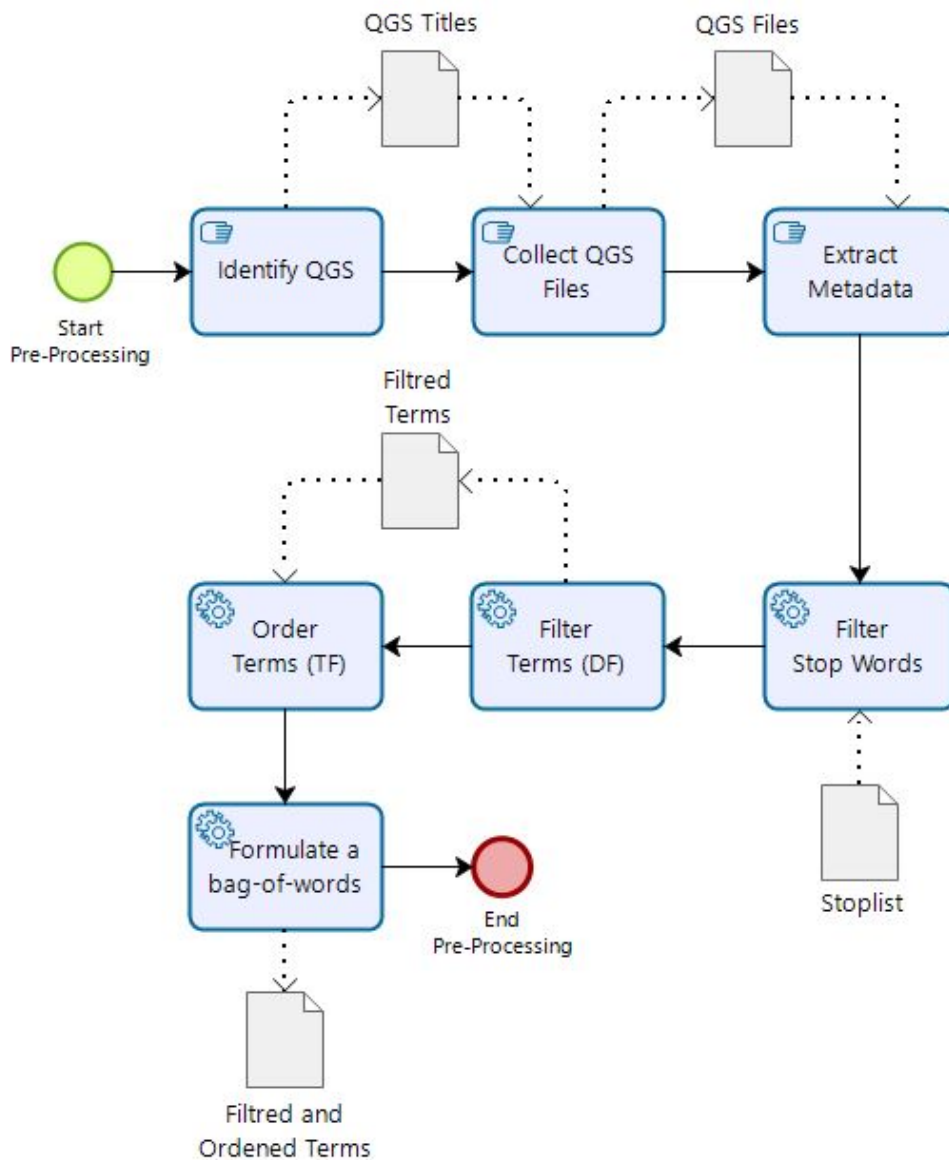 QGS Titles
QGS Files
Identify QGS
Collect QGS
Files
Extract
Metadata
Start
Pre-Processing
Filtred
Terms
Order
Terms (TF)
Filter
Terms (DF)
Filter
Stop Words
Formulate a
bag-of-words
End
Pre-Processing
Stoplist
Filtred and
Ordened Terms